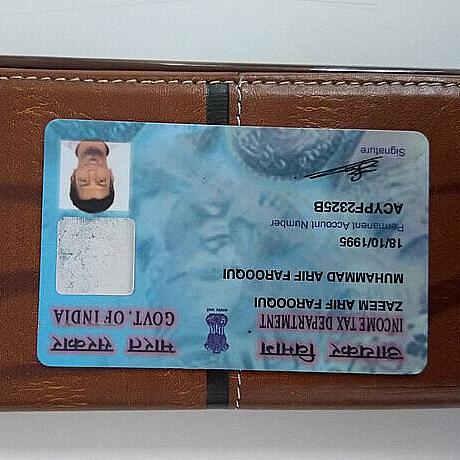 आयकर विभाग
INCOME TAX DEPARTMENT
भारत सरकार
GOVT. OF INDIA
ZAEEM ARIF FAROOQUI
MUHAMMAD ARIF FAROOQUI
18/10/1995
Permanent Account Number
ACYPF2325B
Signature